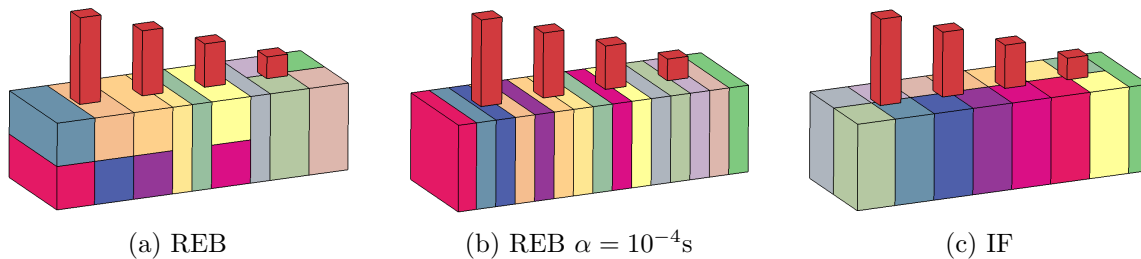 (a) REB
(b) REB α = 10⁻⁴s
(c) IF